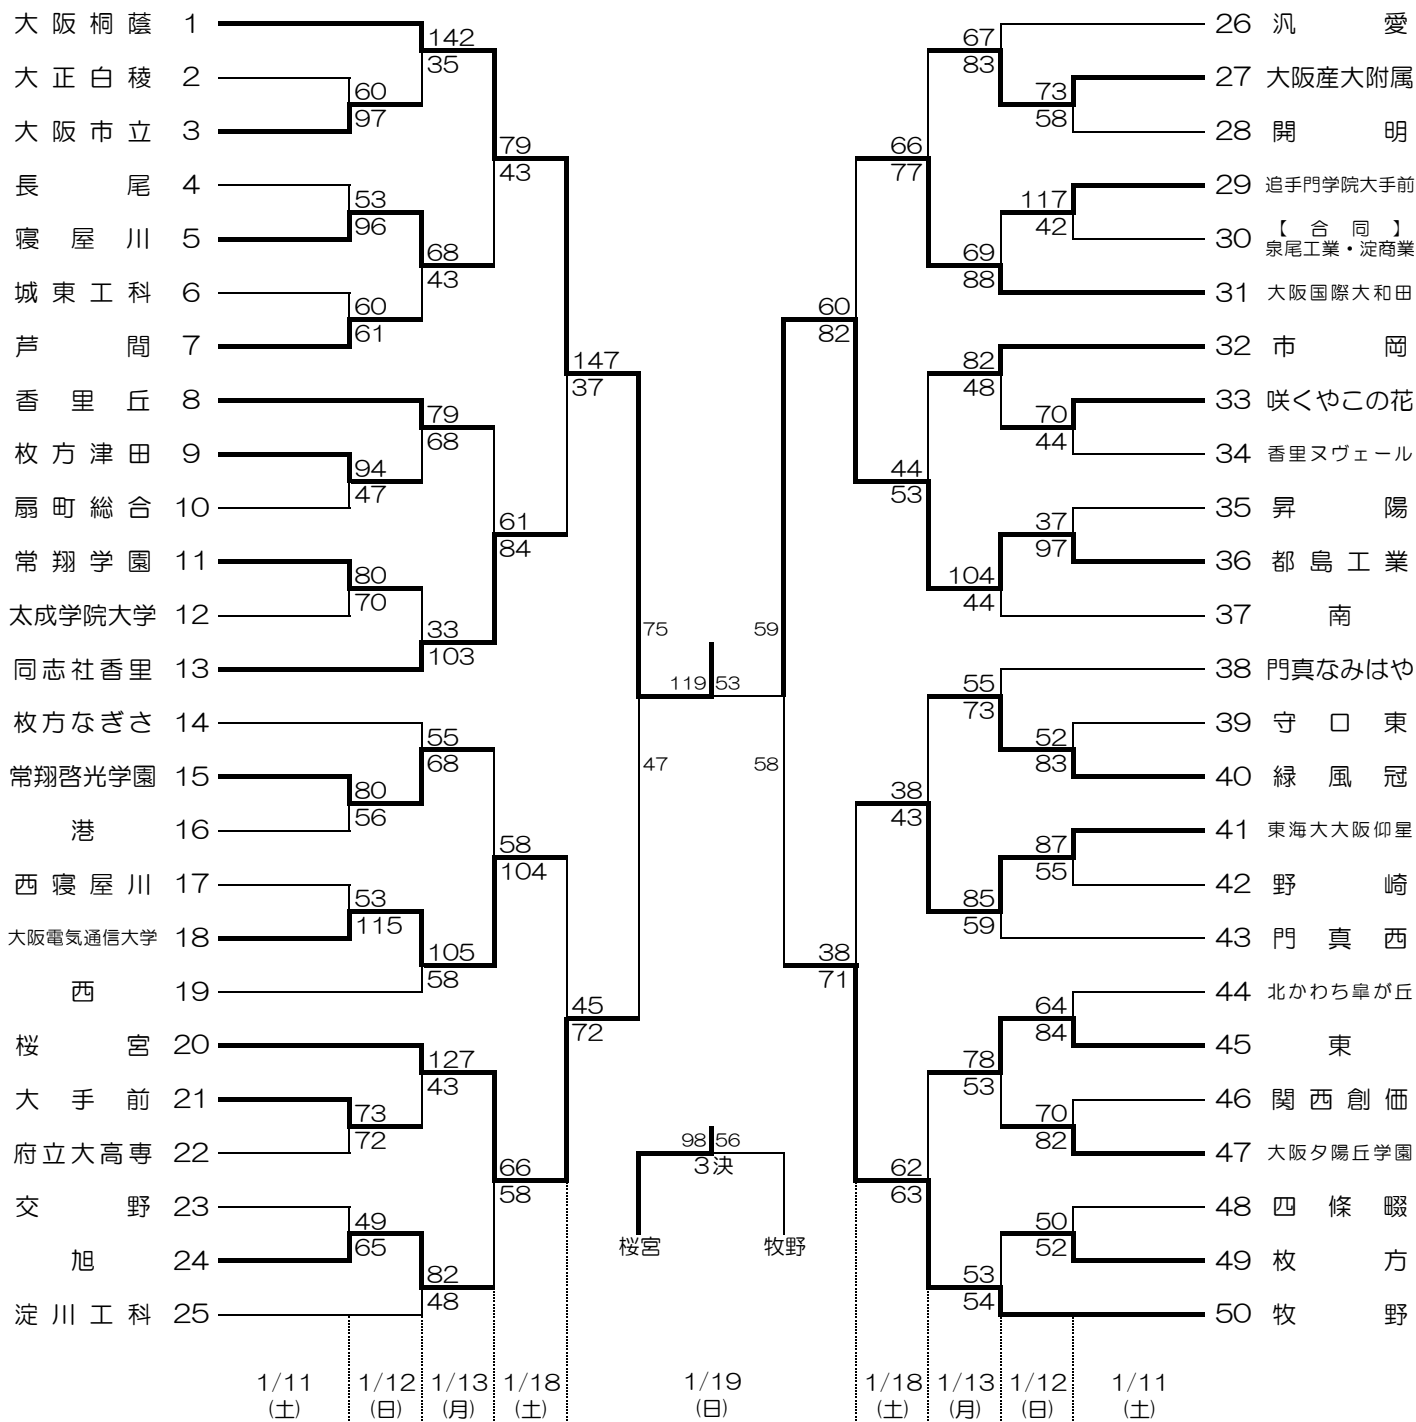 大阪桐蔭 1
大正白稜 2
大阪市立 3
長尾 4
寝屋川 5
城東工科 6
芦間 7
香里丘 8
枚方津田 9
扇町総合 10
常翔学園 11
太成学院大学 12
同志社香里 13
枚方なぎさ 14
常翔啓光学園 15
港 16
西寝屋川 17
大阪電気通信大学 18
西 19
桜宮 20
大手前 21
府立大高専 22
交野 23
旭 24
淀川工科 25
60
97
53
96
60
61
94
47
80
70
80
56
53
115
73
72
49
65
142
35
68
43
79
68
33
103
55
68
105
58
127
43
82
48
79
43
61
84
58
104
66
58
147
37
45
72
75
47
119 53
59
58
98 56
3決
桜宮 牧野
60
82
38
71
66
77
44
53
38
43
62
63
67
83
69
88
82
48
104
44
55
73
85
59
78
53
53
54
73
58
117
42
70
44
37
97
52
83
87
55
64
84
70
82
50
52
26 汎愛
27 大阪産大附属
28 開明
29 追手門学院大手前
30 【合同】
泉尾工業・淀商業
31 大阪国際大和田
32 市岡
33 咲くやこの花
34 香里ヌヴェール
35 昇陽
36 都島工業
37 南
38 門真なみはや
39 守口東
40 緑風冠
41 東海大大阪仰星
42 野崎
43 門真西
44 北かわち皐が丘
45 東
46 関西創価
47 大阪夕陽丘学園
48 四條畷
49 枚方
50 牧野
1/11 1/12 1/13 1/18 1/19 1/18 1/13 1/12 1/11
(土) (日) (月) (土) (日) (土) (月) (日) (土)